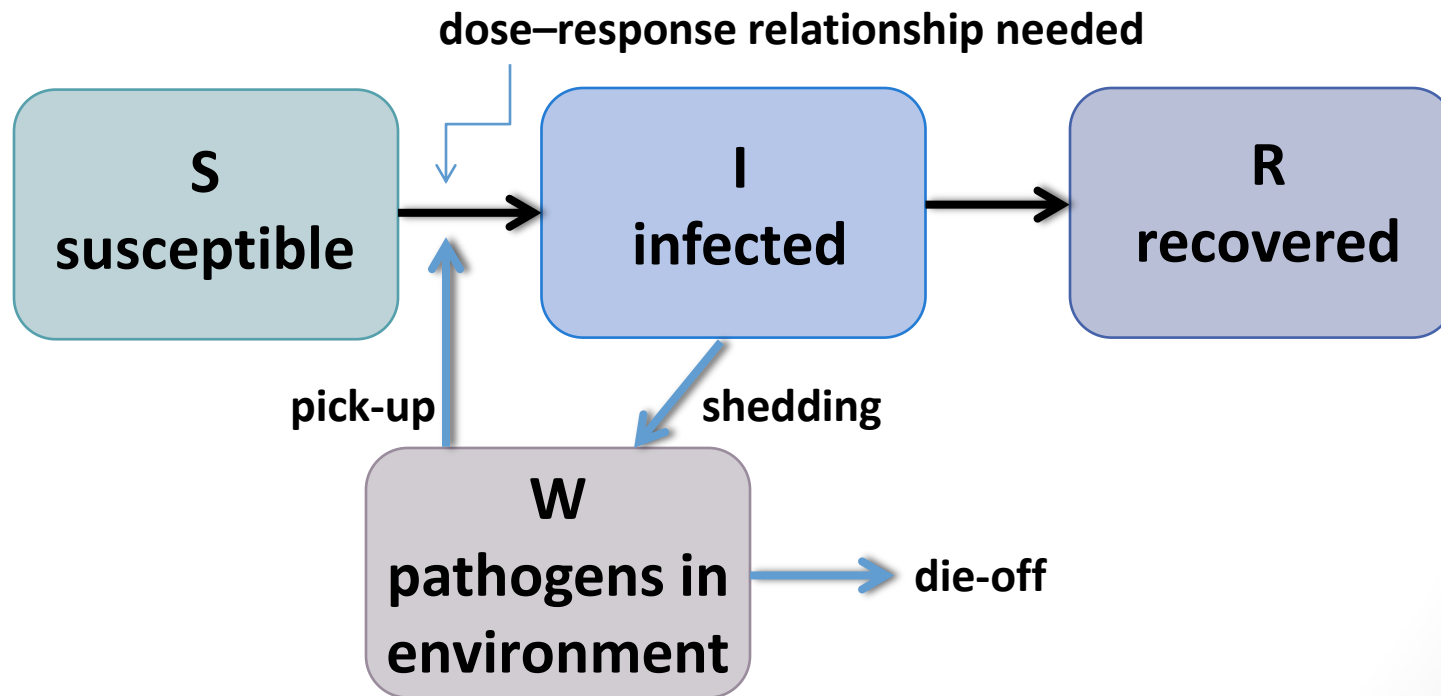 dose–response relationship needed
S
susceptible
I
infected
R
recovered
pick-up
shedding
W
pathogens in
environment
die-off